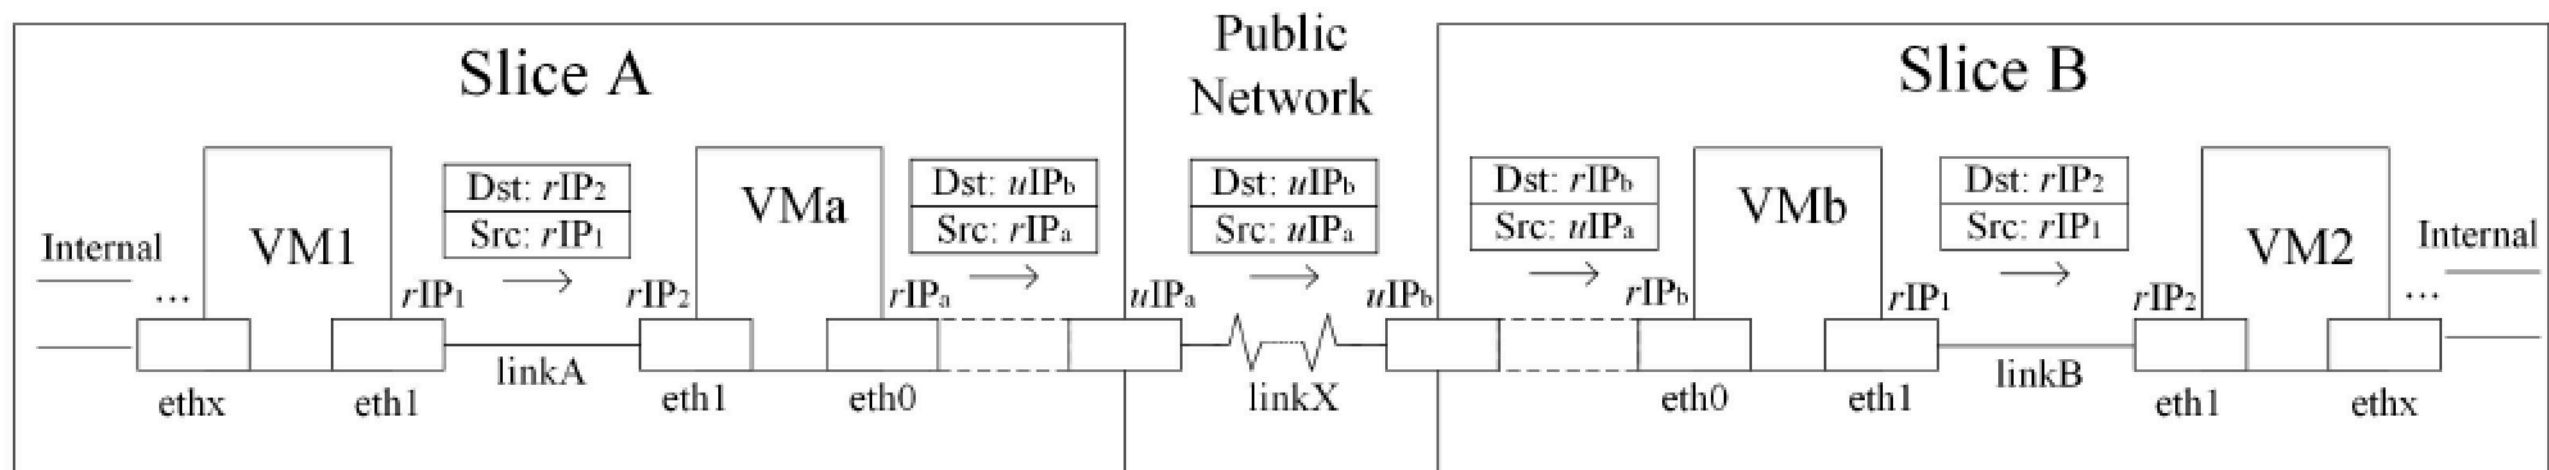 Slice A
Public
Network
Slice B
Dst: rIP₂
Src: rIP₁
Dst: uIPb
Src: rIPₐ
Dst: uIPb
Src: uIPₐ
Dst: rIPb
Src: uIPₐ
Dst: rIP₂
Src: rIP₁
VM1
VMa
VMb
VM2
Internal
...
rIP₁
rIP₂
rIPₐ
uIPₐ
uIPb
rIPb
rIP₁
rIP₂
Internal
...
ethx
eth1
linkA
eth1
eth0
linkX
eth0
eth1
linkB
eth1
ethx